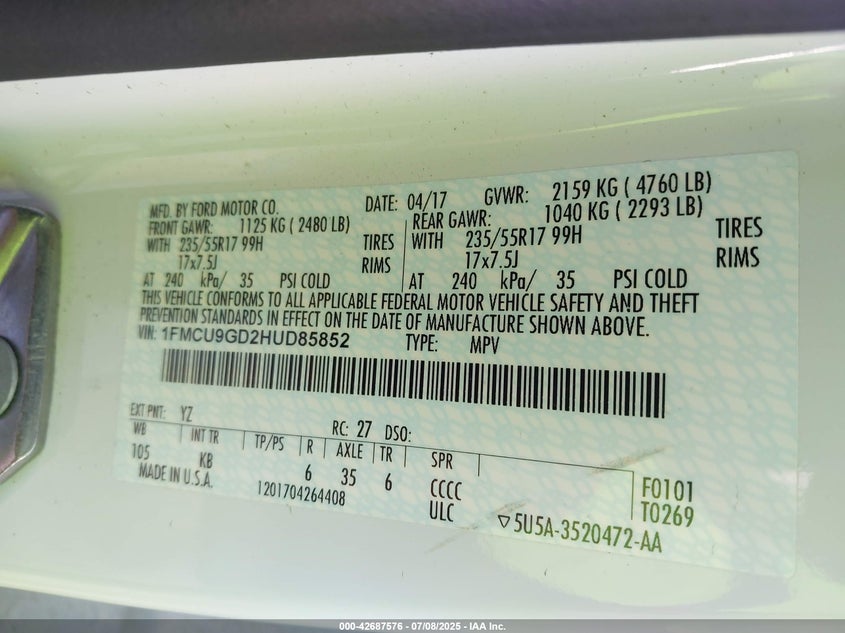 MFD. BY FORD MOTOR CO. DATE: 04/17 GVWR: 2159 KG ( 4760 LB)
FRONT GAWR: 1125 KG ( 2480 LB) REAR GAWR: 1040 KG ( 2293 LB)
WITH 235/55R17 99H TIRES WITH 235/55R17 99H TIRES
17x7.5J RIMS 17x7.5J RIMS
AT 240 kPa/ 35 PSI COLD AT 240 kPa/ 35 PSI COLD
THIS VEHICLE CONFORMS TO ALL APPLICABLE FEDERAL MOTOR VEHICLE SAFETY AND THEFT
PREVENTION STANDARDS IN EFFECT ON THE DATE OF MANUFACTURE SHOWN ABOVE.
VIN: 1FMCU9GD2HUD85852 TYPE: MPV
EXT PNT: YZ RC: 27 DSO:
WB INT TR TP/PS R AXLE TR SPR
105 KB 6 35 6 CCCC F0101
MADE IN U.S.A. 1201704264408 ULC T0269
5U5A-3520472-AA
000-42687576 - 07/08/2025 - IAA Inc.